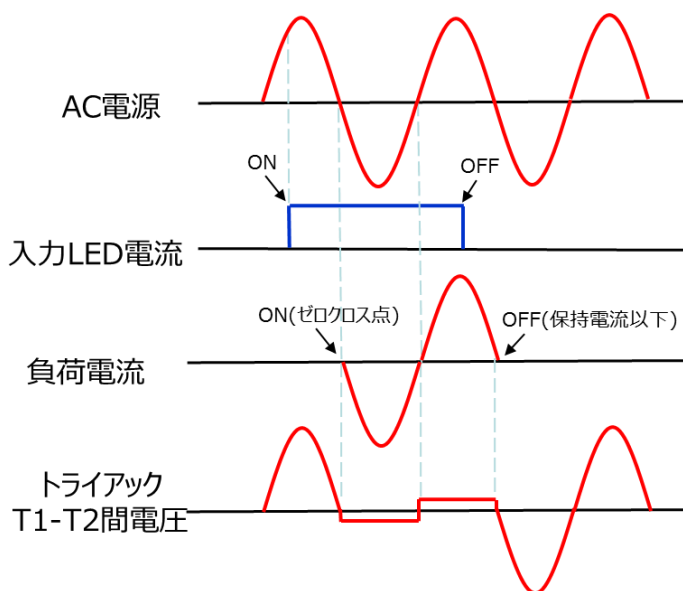 AC電源
ON
OFF
入力LED電流
ON(ゼロクロス点)
OFF(保持電流以下)
負荷電流
トライアック
T1-T2間電圧